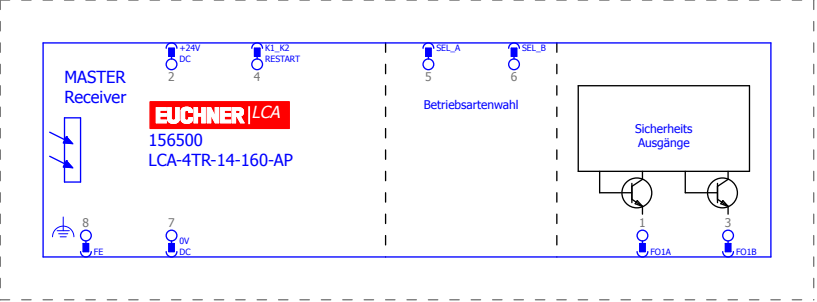 +24V
DC
2
K1_K2
RESTART
4
SEL_A
5
SEL_B
6
MASTER
Receiver
EUCHNER LCA
156500
LCA-4TR-14-160-AP
Betriebsartenwahl
Sicherheits
Ausgänge
8
FE
7
0V
DC
1
FO1A
3
FO1B